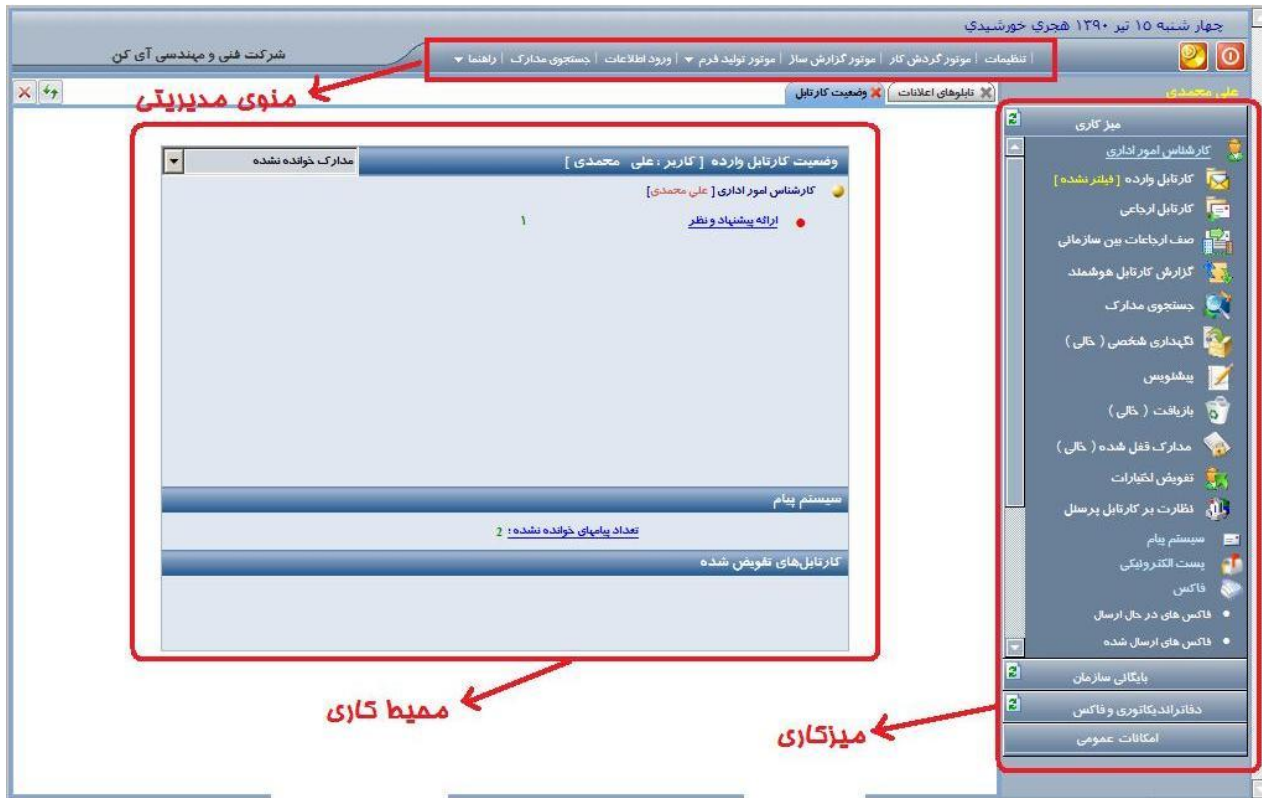 چهار شنبه ١٥ تیر ١٣٩٠ هجري خورشيدي
| تنظیمات | موتور گردش کار | موتور گزارش ساز | موتور تولید فرم | ورود اطلاعات | جستجوی مدارک | راهنما
شرکت فنی و مهندسی آی کن
علی محمدی
تابلوهای اعلانات
وضعیت کارتابل
منوی مدیریتی
میز کاری
کارشناس امور اداری
کارتابل وارده [ فیلتر نشده ]
کارتابل ارجاعی
صف ارجاعات بین سازمانی
گزارش کارتابل هوشمند
جستجوی مدارک
نگهداری شخصی ( خالی )
پیشنویس
بازیافت ( خالی )
مدارک قفل شده ( خالی )
تفویض اختیارات
نظارت بر کارتابل پرسنل
سیستم پیام
پست الکترونیکی
فاکس
فاکس های در حال ارسال
فاکس های ارسال شده
بایگانی سازمان
دفاتراندیکاتوری و فاکس
امکانات عمومی
وضعیت کارتابل وارده [ کاربر : علی محمدی ]
مدارک خوانده نشده
کارشناس امور اداری [ علی محمدی]
ارائه پیشنهاد و نظر
۱
سیستم پیام
تعداد پیامهای خوانده نشده: 2
کارتابل‌های تفویض شده
محیط کاری
میزکاری